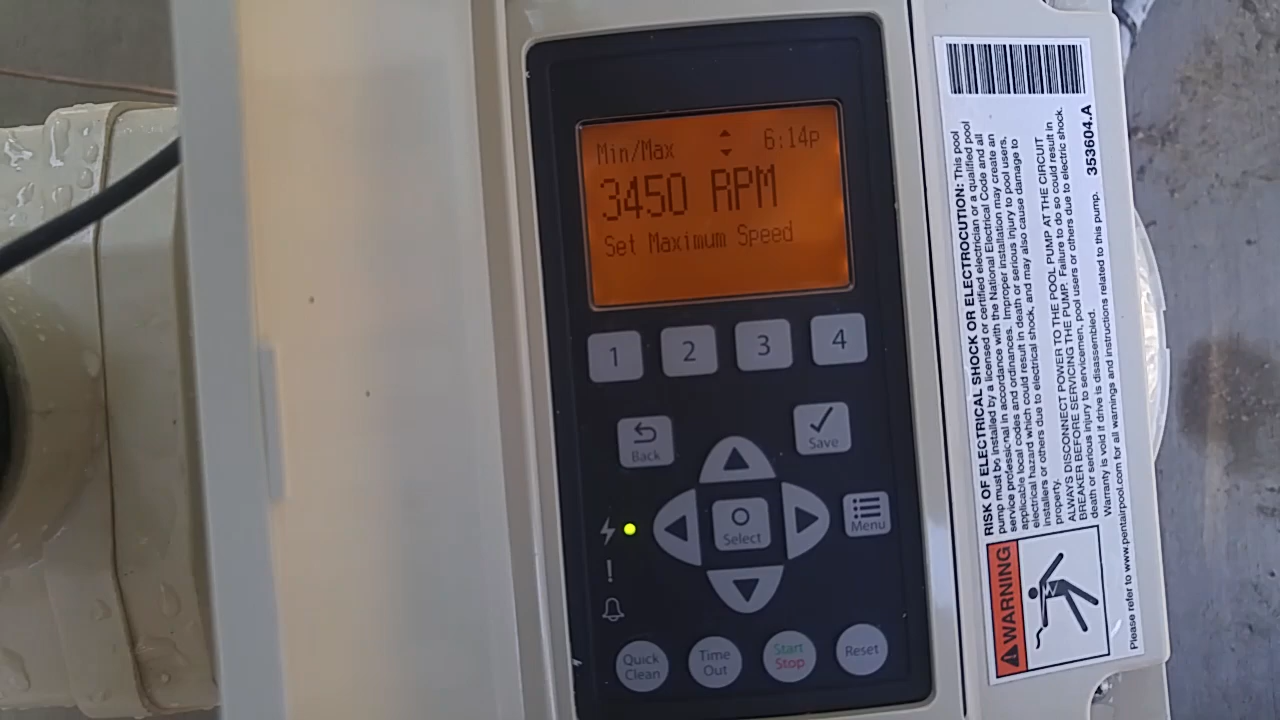 Min/Max 6:14p
3450 RPM
Set Maximum Speed
1 2 3 4
Back
Save
Select
Menu
Quick
Clean
Time
Out
Start
Stop
Reset
RISK OF ELECTRICAL SHOCK OR ELECTROCUTION: This pool
pump must be installed by a licensed or certified electrician or a qualified pool
service professional in accordance with the National Electrical Code and all
applicable local codes and ordinances. Improper installation may create an
electrical hazard which could result in death or serious injury to pool users,
installers or others due to electrical shock, and may also cause damage to
property.
ALWAYS DISCONNECT POWER TO THE POOL PUMP AT THE CIRCUIT
BREAKER BEFORE SERVICING THE PUMP. Failure to do so could result in
death or serious injury to servicemen, pool users or others due to electric shock.
Warranty is void if drive is disassembled.
Please refer to www.pentairpool.com for all warnings and instructions related to this pump. 353604.A
WARNING